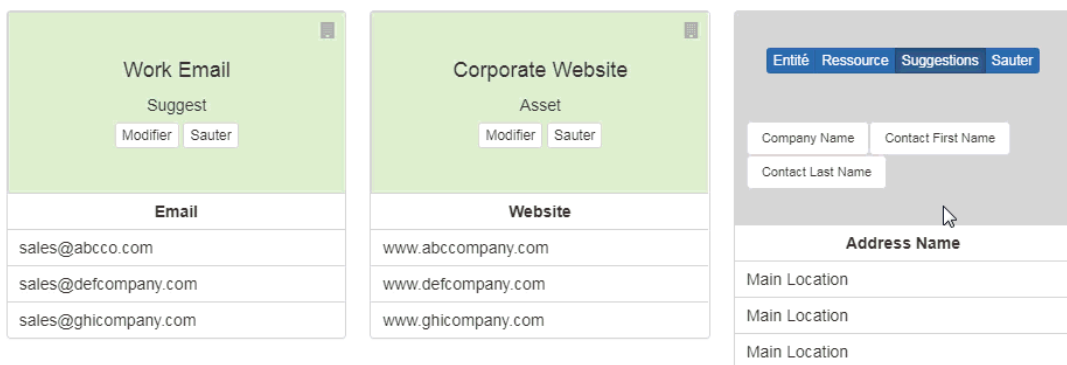 Work Email
Suggest
Modifier Sauter
Email
sales@abcco.com
sales@defcompany.com
sales@ghicompany.com
Corporate Website
Asset
Modifier Sauter
Website
www.abccompany.com
www.defcompany.com
www.ghicompany.com
Entité Ressource Suggestions Sauter
Company Name Contact First Name
Contact Last Name
Address Name
Main Location
Main Location
Main Location